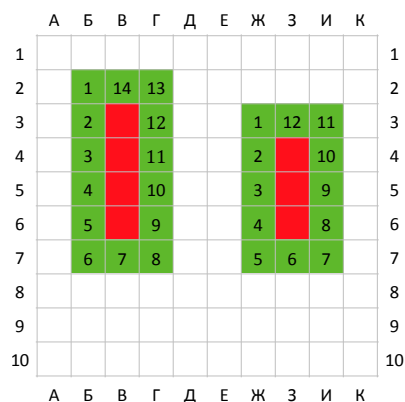 А Б В Г Д Е Ж З И К
1 1
2 1 14 13 2
3 2 12 1 12 11 3
4 3 11 2 10 4
5 4 10 3 9 5
6 5 9 4 8 6
7 6 7 8 5 6 7 7
8 8
9 9
10 10
А Б В Г Д Е Ж З И К